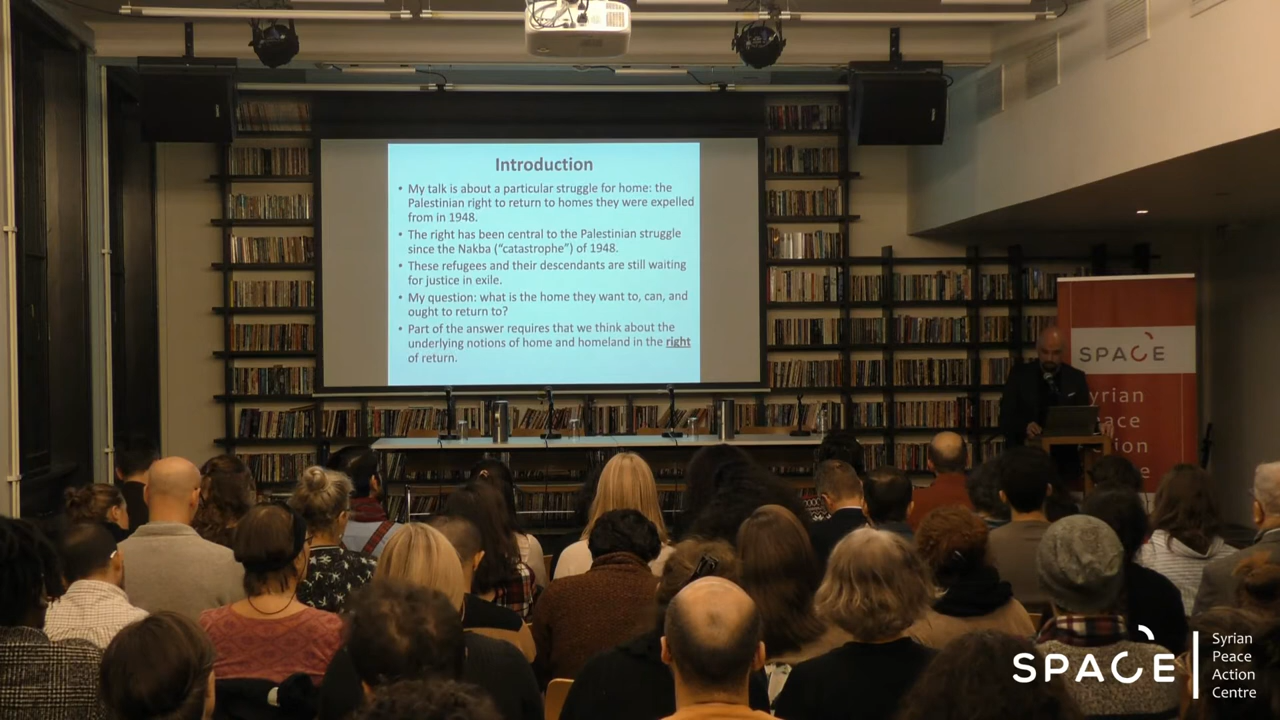 Introduction
• My talk is about a particular struggle for home: the
Palestinian right to return to homes they were expelled
from in 1948.
• The right has been central to the Palestinian struggle
since the Nakba (“catastrophe”) of 1948.
• These refugees and their descendants are still waiting
for justice in exile.
• My question: what is the home they want to, can, and
ought to return to?
• Part of the answer requires that we think about the
underlying notions of home and homeland in the right
of return.
SPACE
yrian
eace
tion
e
SPACE
Syrian
Peace
Action
Centre